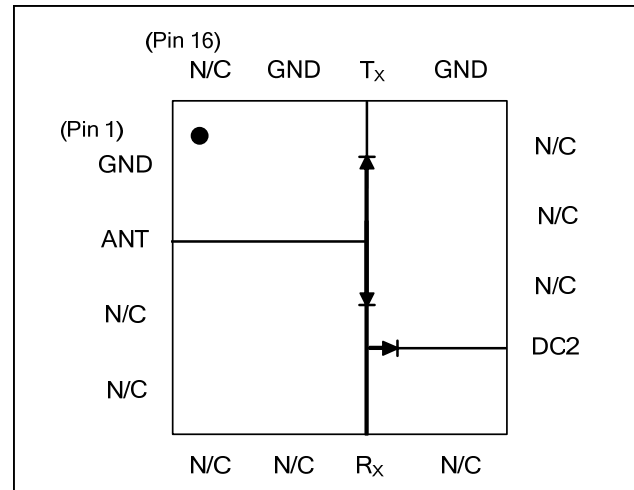 (Pin 16)
N/C GND TX GND
(Pin 1)
GND
N/C
ANT
N/C
N/C
N/C
DC2
N/C
N/C N/C RX N/C